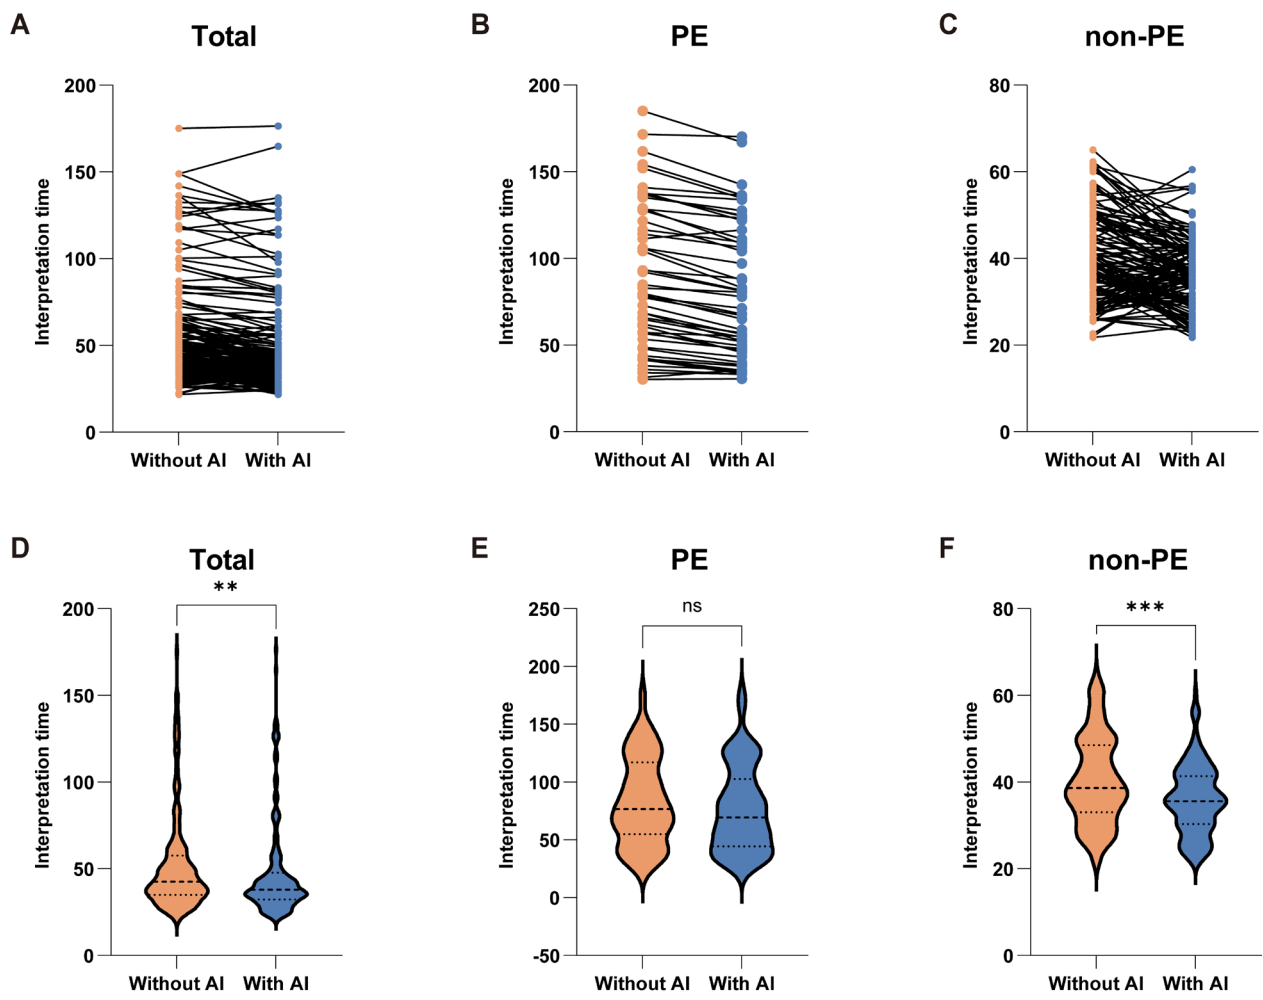 A
Total
Interpretation time
200
150
100
50
0
Without AI
With AI
B
PE
Interpretation time
200
150
100
50
0
Without AI
With AI
C
non-PE
Interpretation time
80
60
40
20
0
Without AI
With AI
D
Total
**
Interpretation time
200
150
100
50
0
Without AI
With AI
E
PE
ns
Interpretation time
250
200
150
100
50
0
-50
Without AI
With AI
F
non-PE
***
Interpretation time
80
60
40
20
0
Without AI
With AI